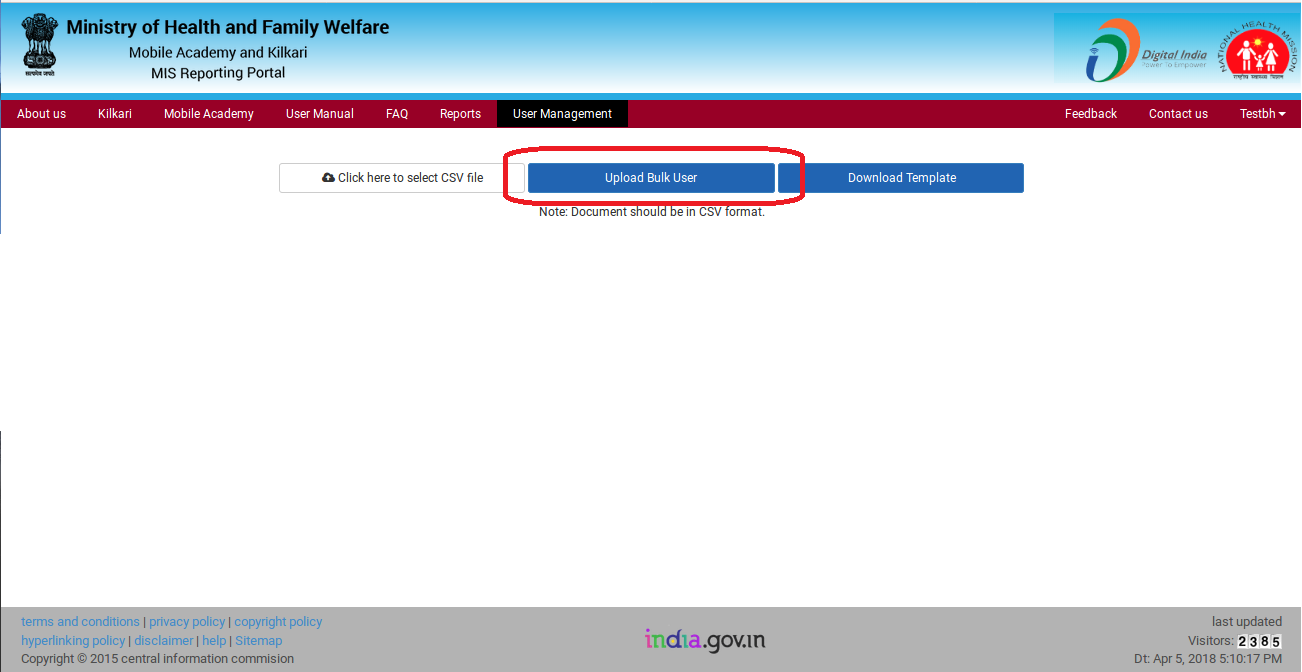 Ministry of Health and Family Welfare
Mobile Academy and Kilkari
MIS Reporting Portal
सत्यमेव जयते
Digital India
Power To Empower
NATIONAL HEALTH MISSION
राष्ट्रीय स्वास्थ्य मिशन
About us Kilkari Mobile Academy User Manual FAQ Reports User Management Feedback Contact us Testbh
Click here to select CSV file Upload Bulk User Download Template
Note: Document should be in CSV format.
terms and conditions | privacy policy | copyright policy
hyperlinking policy | disclaimer | help | Sitemap
Copyright © 2015 central information commision
india.gov.in
last updated
Visitors: 2385
Dt: Apr 5, 2018 5:10:17 PM